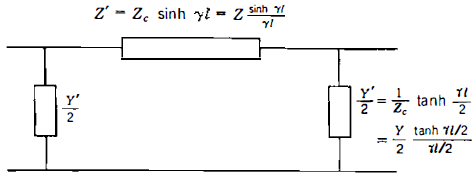 Z′ = Z_c sinh γl = Z sinh γl / γl
Y′/2
Y′/2 = 1/Z_c tanh γl/2
= Y/2 tanh γl/2 / γl/2